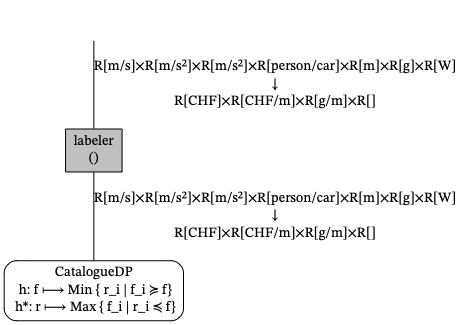 R[m/s]×R[m/s²]×R[m/s²]×R[person/car]×R[m]×R[g]×R[W]
↓
R[CHF]×R[CHF/m]×R[g/m]×R[]
labeler
()
R[m/s]×R[m/s²]×R[m/s²]×R[person/car]×R[m]×R[g]×R[W]
↓
R[CHF]×R[CHF/m]×R[g/m]×R[]
CatalogueDP
h: f ⟼ Min { r_i | f_i ≽ f}
h*: r ⟼ Max { f_i | r_i ≼ f}